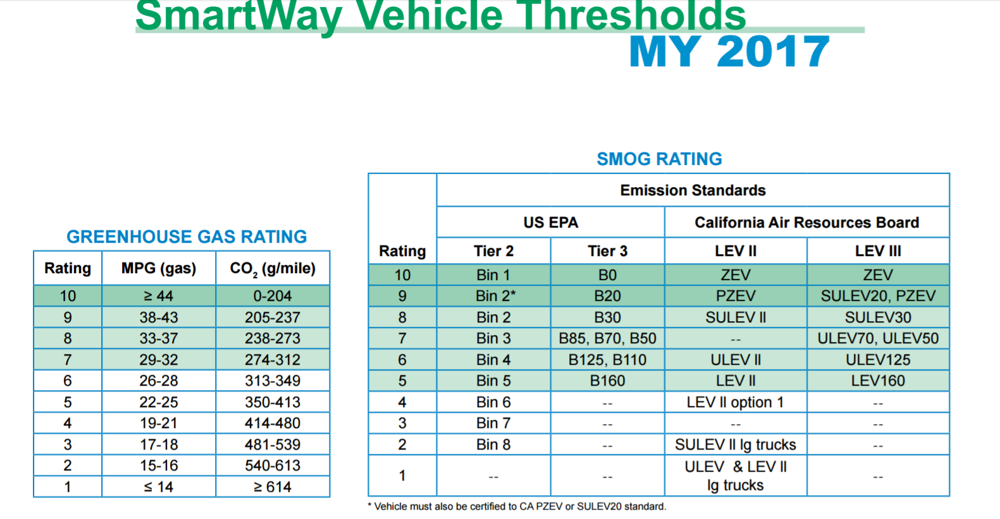 SmartWay Vehicle Thresholds
MY 2017
GREENHOUSE GAS RATING
Rating MPG (gas) CO2 (g/mile)
10 ≥ 44 0-204
9 38-43 205-237
8 33-37 238-273
7 29-32 274-312
6 26-28 313-349
5 22-25 350-413
4 19-21 414-480
3 17-18 481-539
2 15-16 540-613
1 ≤ 14 ≥ 614
SMOG RATING
Emission Standards
US EPA California Air Resources Board
Rating Tier 2 Tier 3 LEV II LEV III
10 Bin 1 B0 ZEV ZEV
9 Bin 2* B20 PZEV SULEV20, PZEV
8 Bin 2 B30 SULEV II SULEV30
7 Bin 3 B85, B70, B50 -- ULEV70, ULEV50
6 Bin 4 B125, B110 ULEV II ULEV125
5 Bin 5 B160 LEV II LEV160
4 Bin 6 -- LEV II option 1 --
3 Bin 7 -- -- --
2 Bin 8 -- SULEV II lg trucks --
1 -- -- ULEV & LEV II
lg trucks --
* Vehicle must also be certified to CA PZEV or SULEV20 standard.